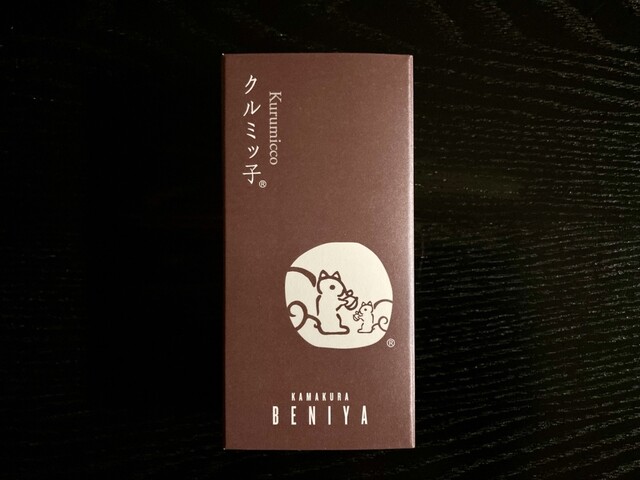 クルミッ子®
Kurumicco
®
KAMAKURA
BENIYA